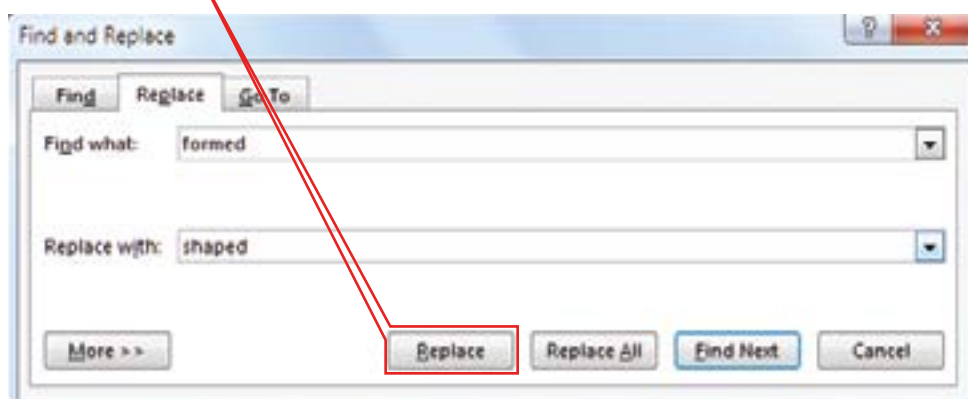 Find and Replace
Find Replace Go To
Find what: formed
Replace with: shaped
More >> Replace Replace All Find Next Cancel